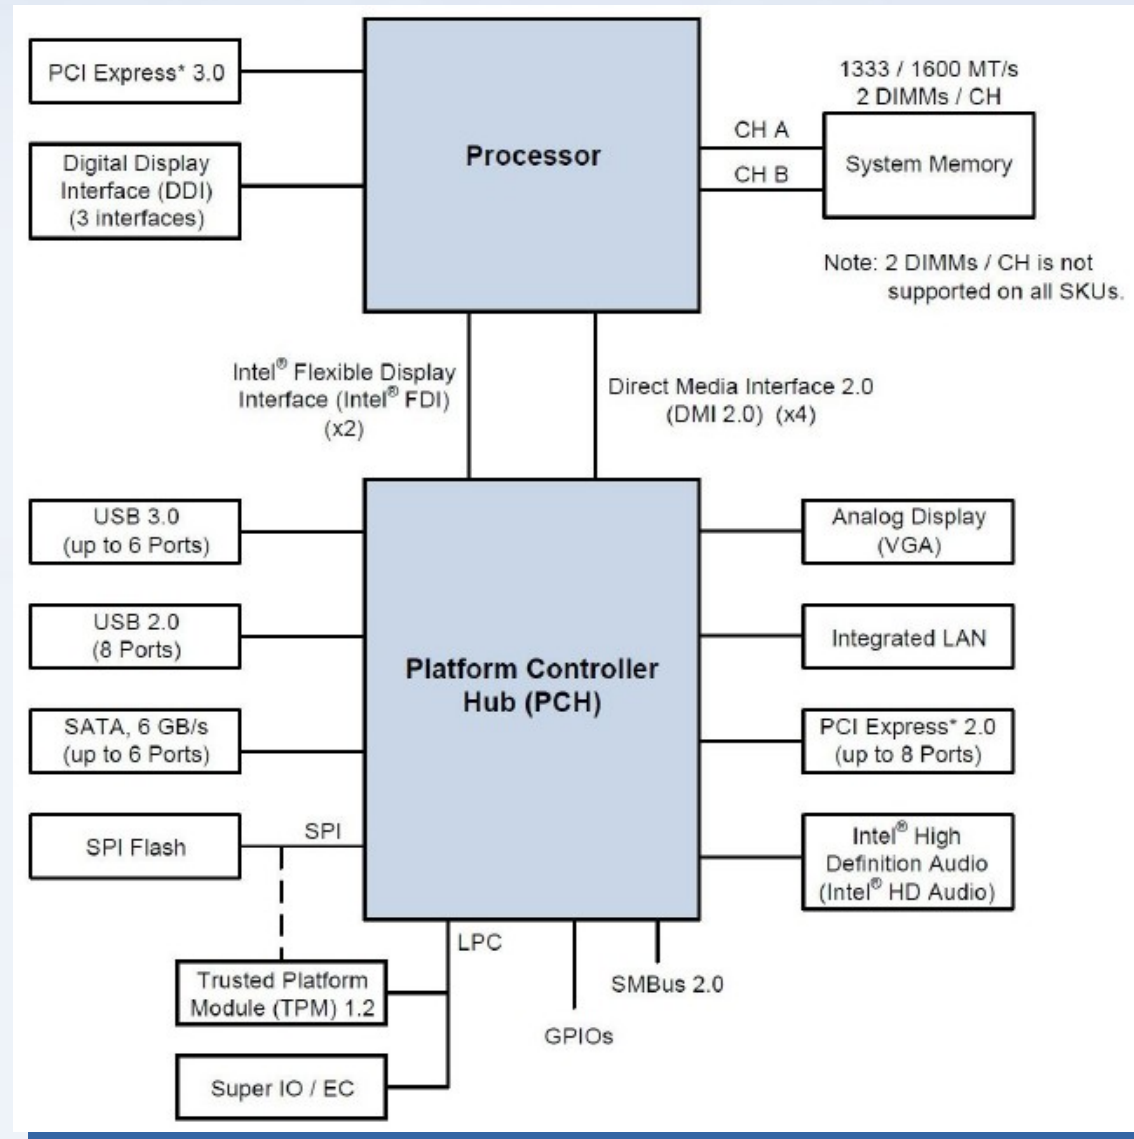 PCI Express* 3.0
Digital Display
Interface (DDI)
(3 interfaces)
Processor
1333 / 1600 MT/s
2 DIMMs / CH
CH A
CH B
System Memory
Note: 2 DIMMs / CH is not
supported on all SKUs.
Intel® Flexible Display
Interface (Intel® FDI)
(x2)
Direct Media Interface 2.0
(DMI 2.0) (x4)
USB 3.0
(up to 6 Ports)
USB 2.0
(8 Ports)
SATA, 6 GB/s
(up to 6 Ports)
SPI Flash
SPI
Platform Controller
Hub (PCH)
Analog Display
(VGA)
Integrated LAN
PCI Express* 2.0
(up to 8 Ports)
Intel® High
Definition Audio
(Intel® HD Audio)
LPC
Trusted Platform
Module (TPM) 1.2
Super IO / EC
SMBus 2.0
GPIOs